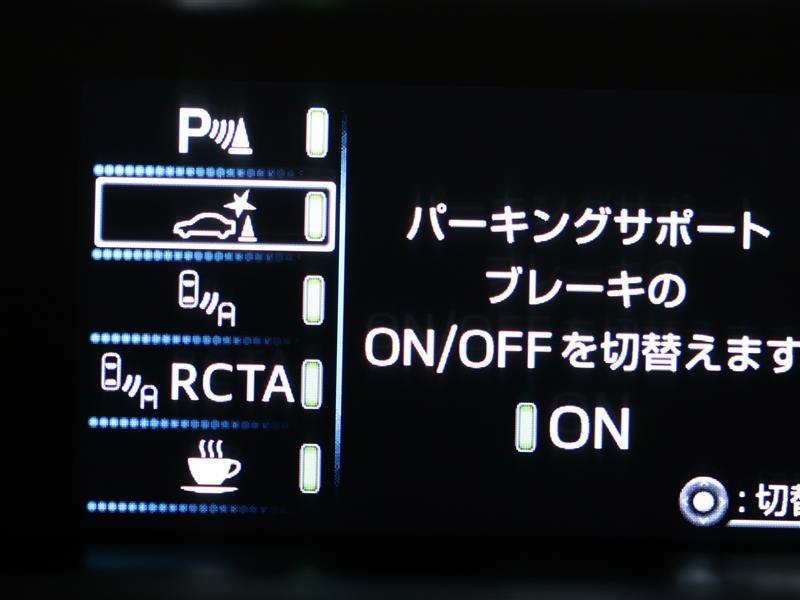 P
RCTA
パーキングサポート
ブレーキの
ON/OFFを切替えます
ON
:切替